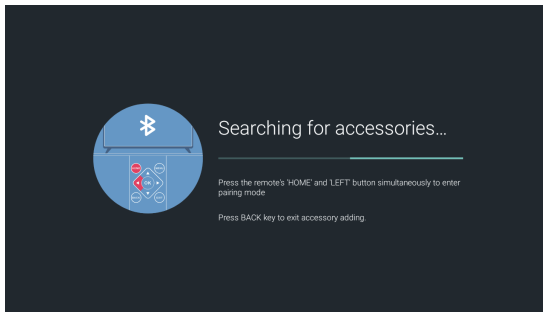 Searching for accessories...
Press the remote's 'HOME' and 'LEFT' button simultaneously to enter
pairing mode
Press BACK key to exit accessory adding.
OK